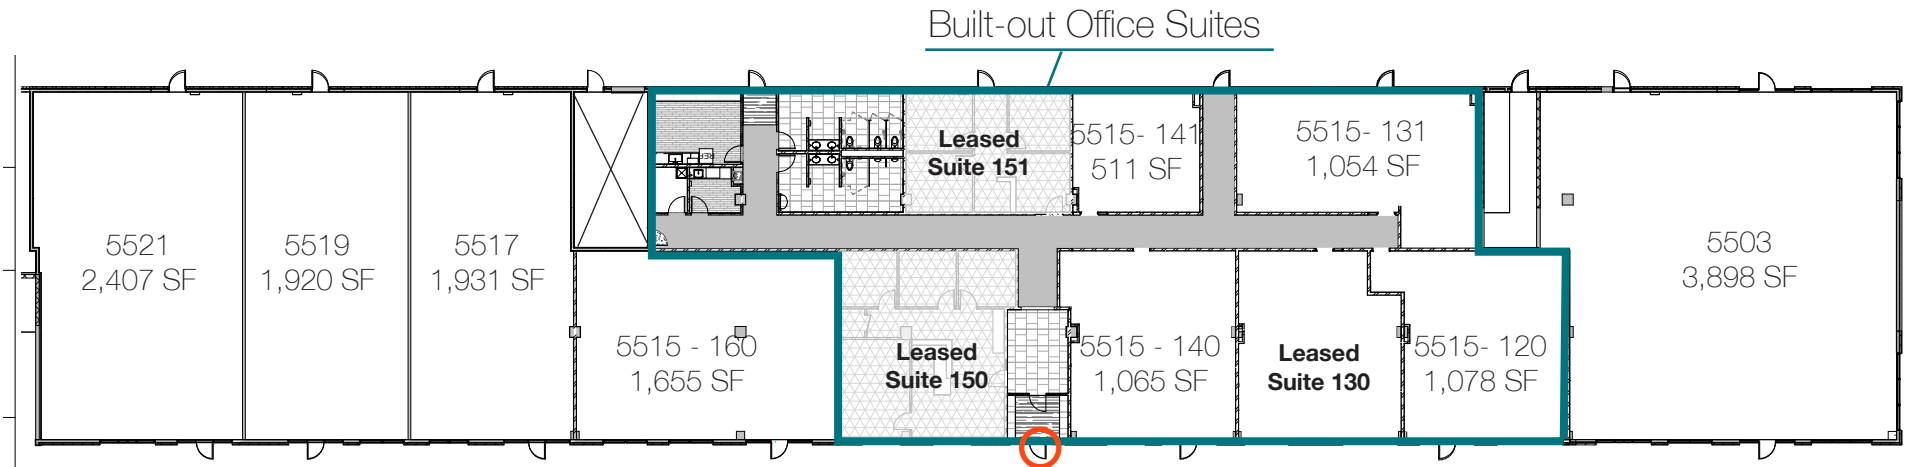 Built-out Office Suites
Leased
Suite 151
5515- 141
511 SF
5515- 131
1,054 SF
5521
2,407 SF
5519
1,920 SF
5517
1,931 SF
5503
3,898 SF
5515 - 160
1,655 SF
Leased
Suite 150
5515 - 140
1,065 SF
Leased
Suite 130
5515- 120
1,078 SF